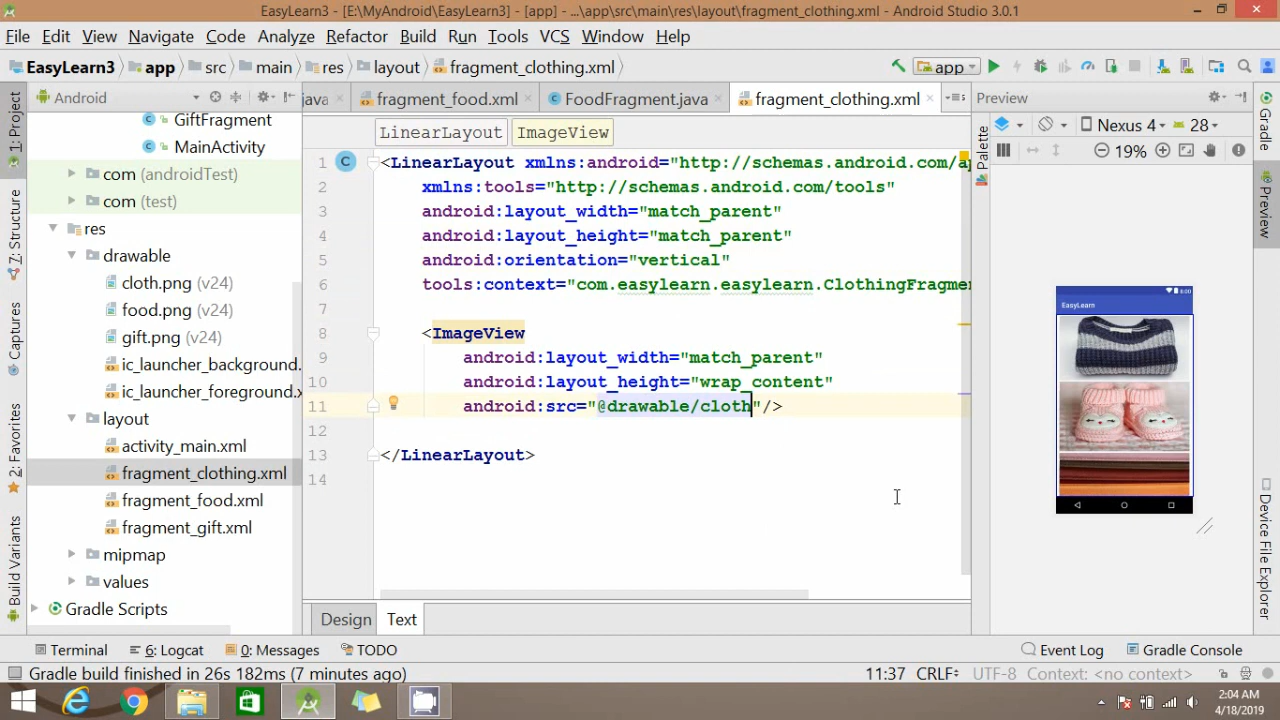 EasyLearn3 - [E:\MyAndroid\EasyLearn3] - [app] - ...\app\src\main\res\layout\fragment_clothing.xml - Android Studio 3.0.1
File Edit View Navigate Code Analyze Refactor Build Run Tools VCS Window Help
EasyLearn3 app src main res layout fragment_clothing.xml app
Android java fragment_food.xml FoodFragment.java fragment_clothing.xml Preview
LinearLayout ImageView Nexus 4 28
19%
1: Project
Z: Structure
Captures
2: Favorites
Build Variants
GiftFragment
MainActivity
com (androidTest)
com (test)
res
drawable
cloth.png (v24)
food.png (v24)
gift.png (v24)
ic_launcher_background.
ic_launcher_foreground.x
layout
activity_main.xml
fragment_clothing.xml
fragment_food.xml
fragment_gift.xml
mipmap
values
Gradle Scripts
1 <LinearLayout xmlns:android="http://schemas.android.com/ap
2 xmlns:tools="http://schemas.android.com/tools"
3 android:layout_width="match_parent"
4 android:layout_height="match_parent"
5 android:orientation="vertical"
6 tools:context="com.easylearn.easylearn.ClothingFragmen
7
8 <ImageView
9 android:layout_width="match_parent"
10 android:layout_height="wrap_content"
11 android:src="@drawable/cloth"/>
12
13 </LinearLayout>
14
Design Text
Palette
8:00
EasyLearn
Gradle
Preview
Device File Explorer
Terminal 6: Logcat 0: Messages TODO Event Log Gradle Console
Gradle build finished in 26s 182ms (7 minutes ago) 11:37 CRLF UTF-8 Context: <no context>
2:04 AM
4/18/2019